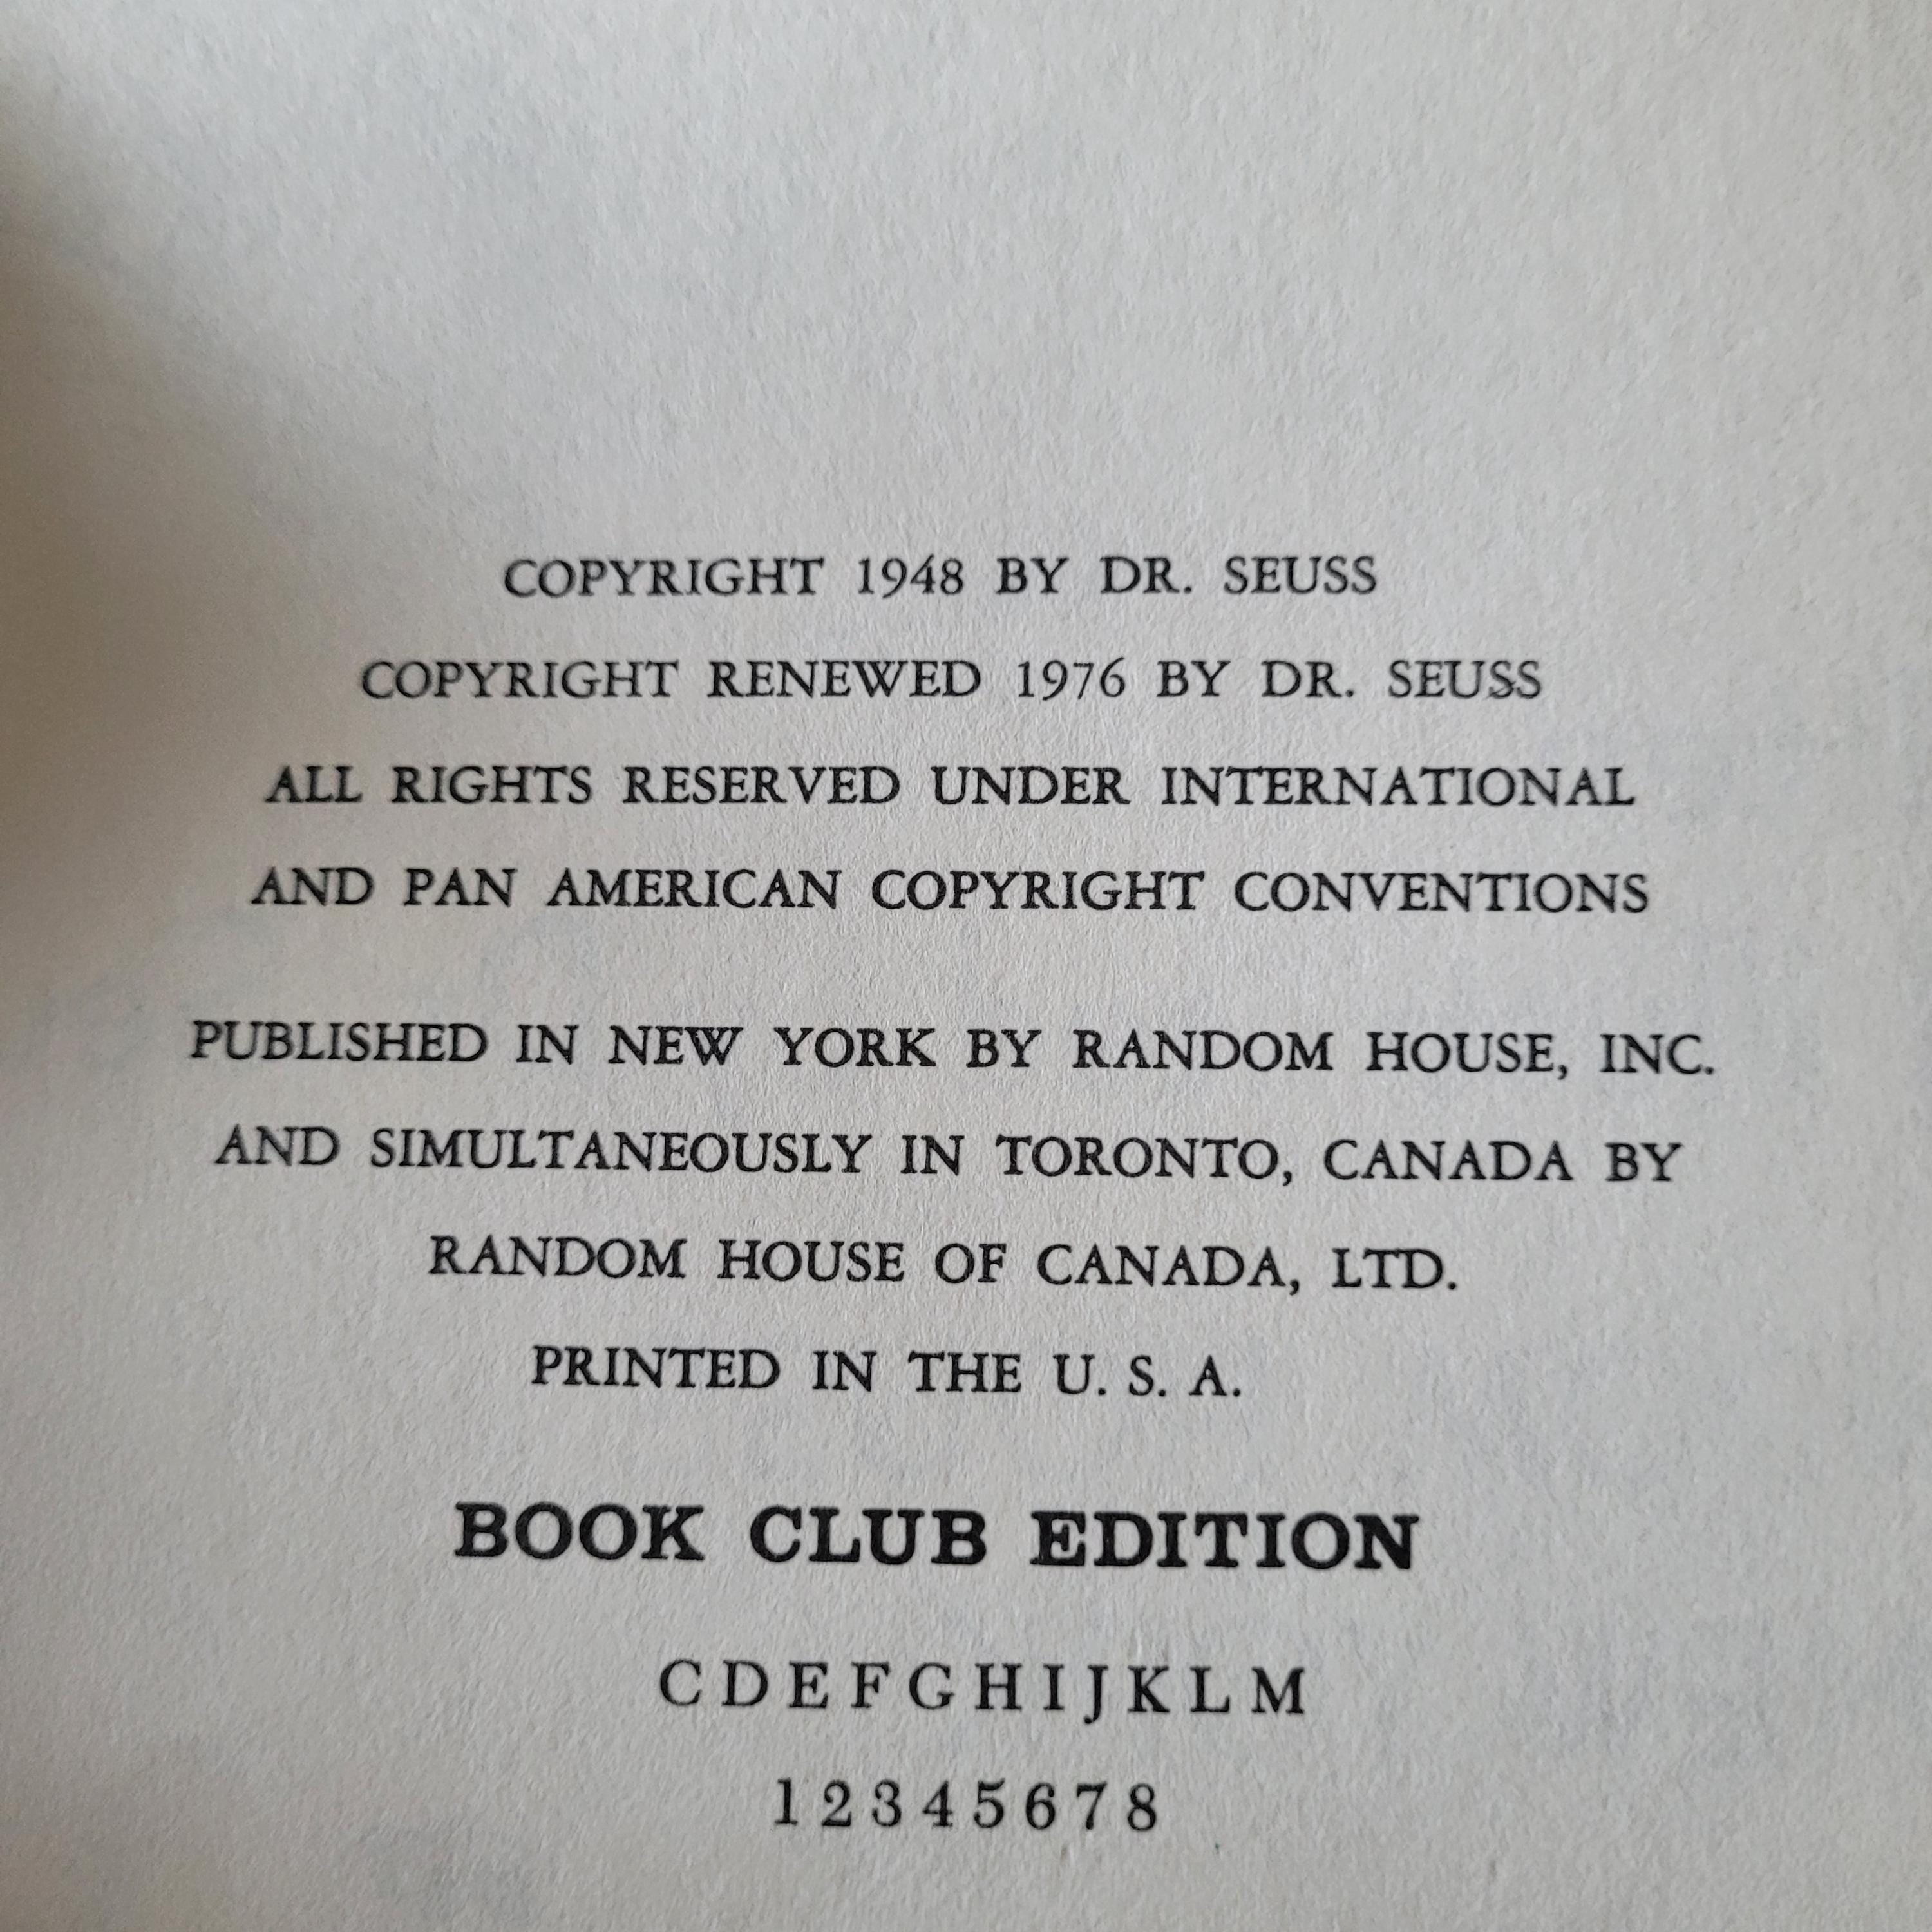 COPYRIGHT 1948 BY DR. SEUSS
COPYRIGHT RENEWED 1976 BY DR. SEUSS
ALL RIGHTS RESERVED UNDER INTERNATIONAL
AND PAN AMERICAN COPYRIGHT CONVENTIONS
PUBLISHED IN NEW YORK BY RANDOM HOUSE, INC.
AND SIMULTANEOUSLY IN TORONTO, CANADA BY
RANDOM HOUSE OF CANADA, LTD.
PRINTED IN THE U. S. A.
BOOK CLUB EDITION
C D E F G H I J K L M
1 2 3 4 5 6 7 8